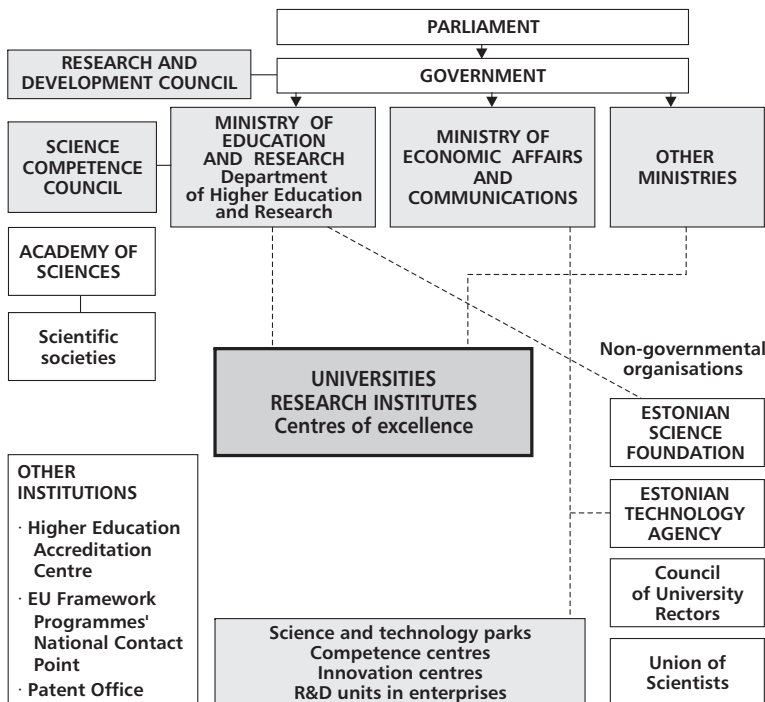 PARLIAMENT
RESEARCH AND
DEVELOPMENT COUNCIL
GOVERNMENT
SCIENCE
COMPETENCE
COUNCIL
MINISTRY OF
EDUCATION
AND RESEARCH
Department
of Higher Education
and Research
MINISTRY OF
ECONOMIC AFFAIRS
AND
COMMUNICATIONS
OTHER
MINISTRIES
ACADEMY OF
SCIENCES
Scientific
societies
UNIVERSITIES
RESEARCH INSTITUTES
Centres of excellence
Non-governmental
organisations
ESTONIAN
SCIENCE
FOUNDATION
ESTONIAN
TECHNOLOGY
AGENCY
Council
of University
Rectors
Union of
Scientists
OTHER
INSTITUTIONS
· Higher Education
Accreditation
Centre
· EU Framework
Programmes'
National Contact
Point
· Patent Office
Science and technology parks
Competence centres
Innovation centres
R&D units in enterprises